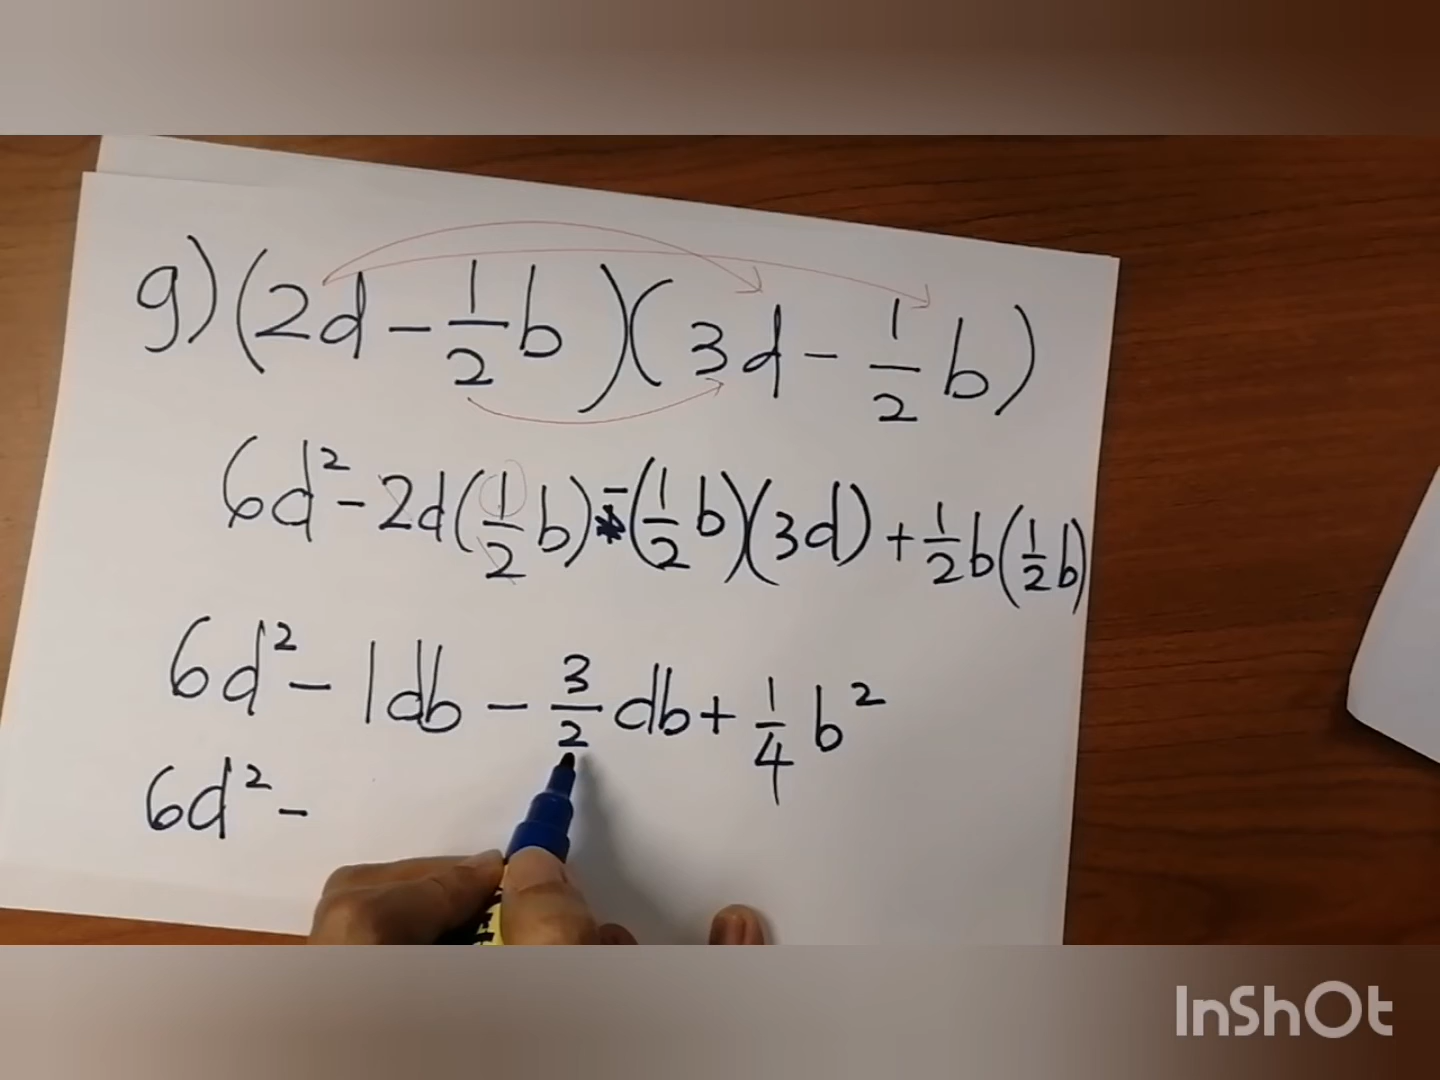 g) (2d - 1/2 b)(3d - 1/2 b)
6d² - 2d(1/2 b) - (1/2 b)(3d) + 1/2 b(1/2 b)
6d² - 1db - 3/2 db + 1/4 b²
6d² -
InShOt